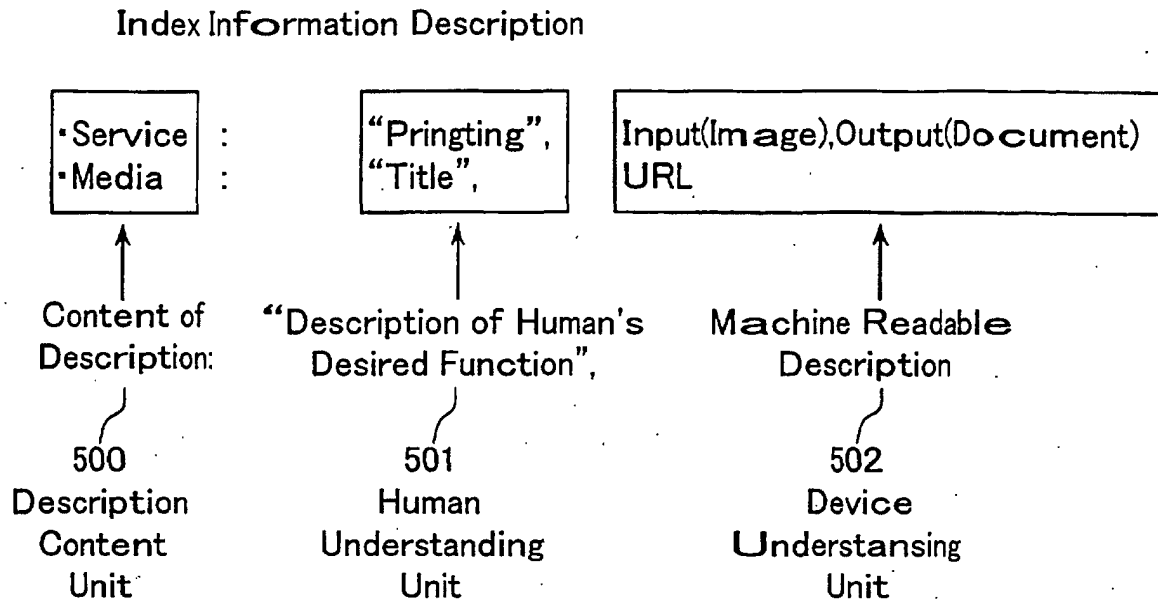 Index Information Description
・Service : "Pringting", Input(Image),Output(Document)
・Media : "Title", URL
Content of Description:
"Description of Human's Desired Function",
Machine Readable Description
500
Description
Content
Unit
501
Human
Understanding
Unit
502
Device
Understansing
Unit